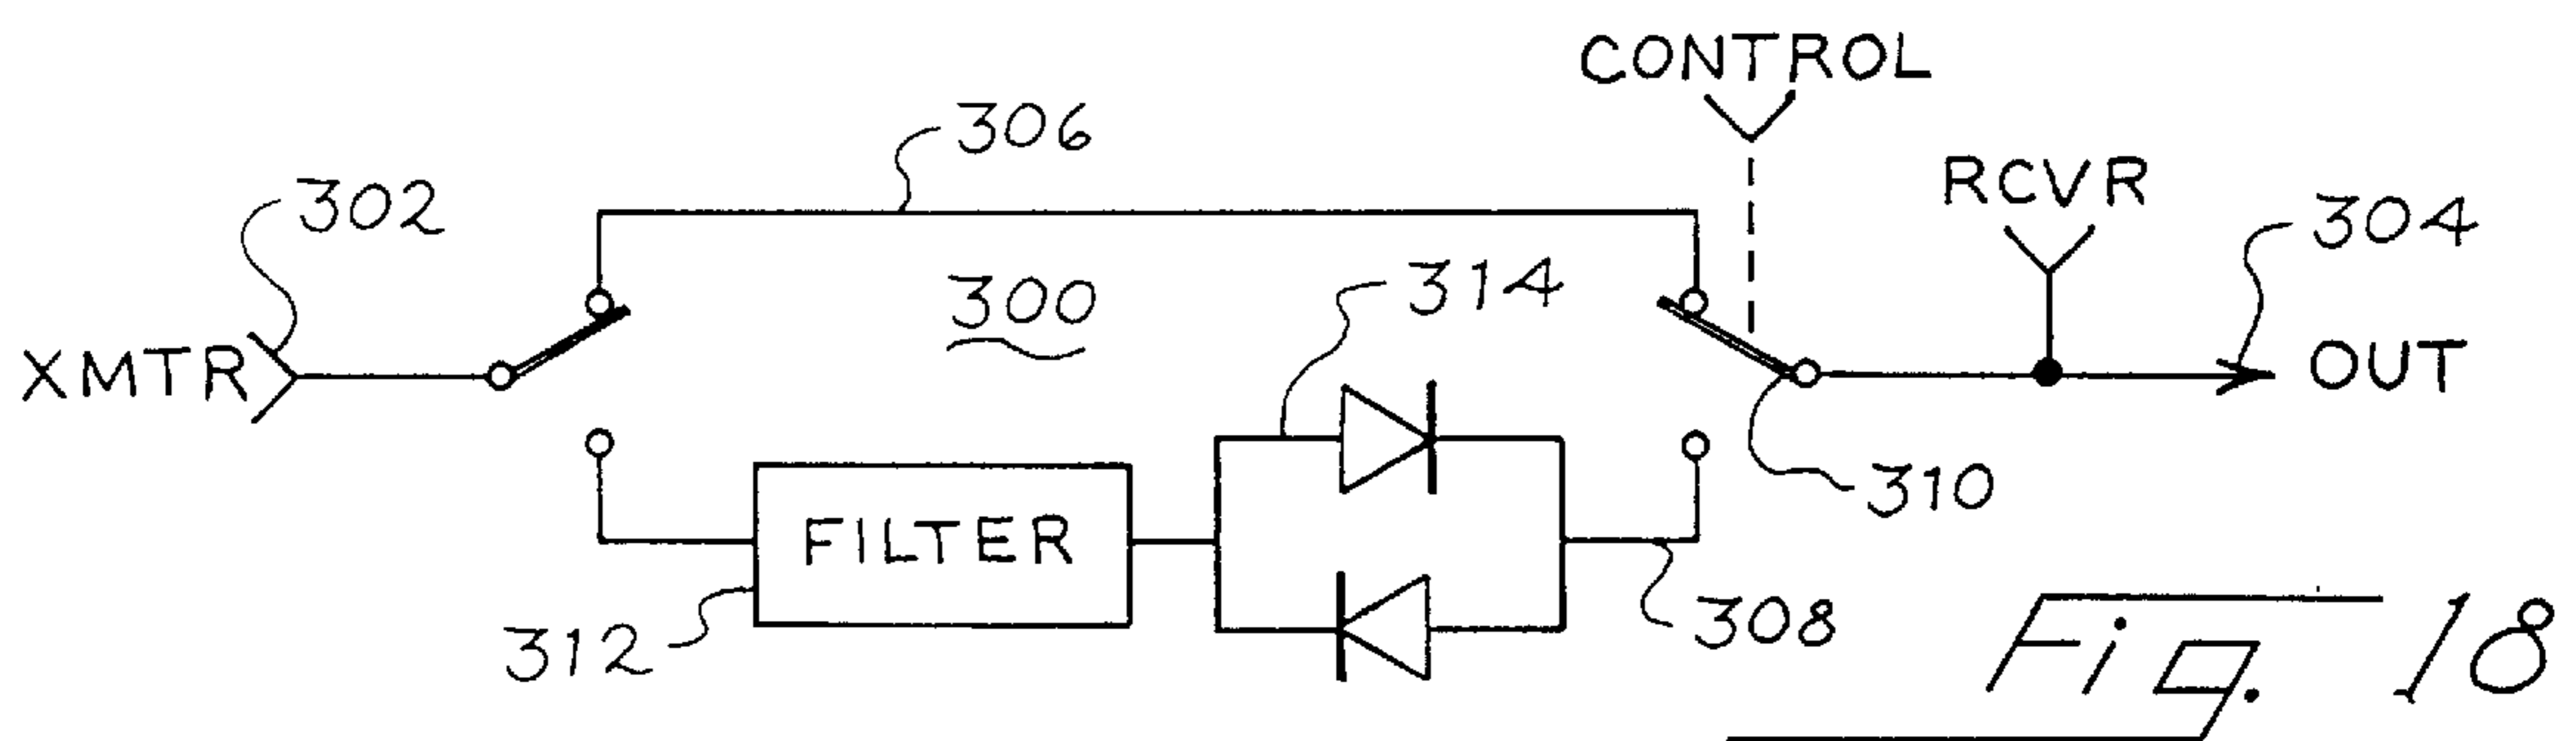 CONTROL
306
RCVR
302
304
300
314
XMTR
OUT
310
FILTER
312
308
Fig. 18